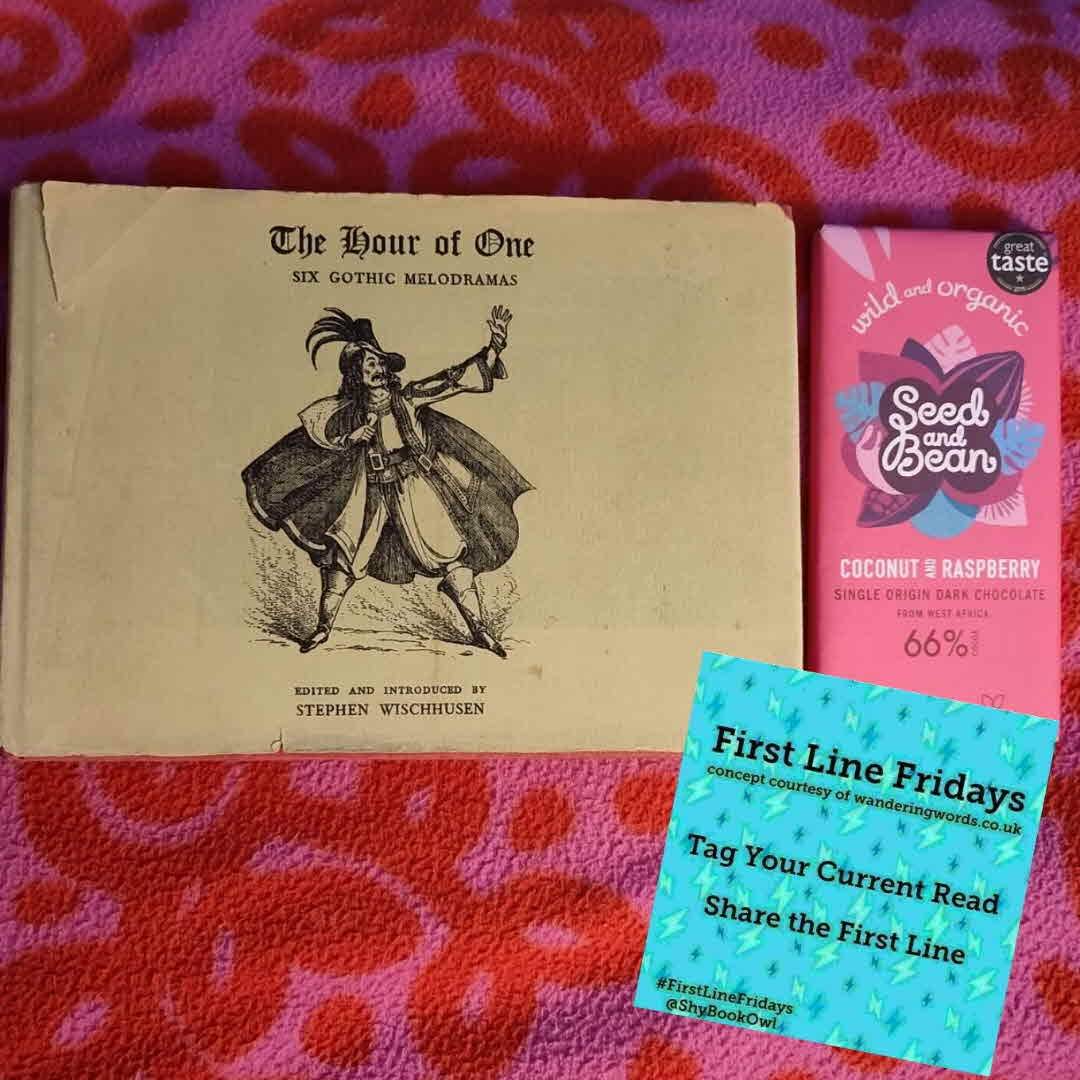 The Hour of One
SIX GOTHIC MELODRAMAS
EDITED AND INTRODUCED BY
STEPHEN WISCHHUSEN
great
taste
wild and organic
Seed
and
Bean
COCONUT AND RASPBERRY
SINGLE ORIGIN DARK CHOCOLATE
FROM WEST AFRICA
66%
First Line Fridays
concept courtesy of wanderingwords.co.uk
Tag Your Current Read
Share the First Line
#FirstLineFridays
@ShyBookOwl